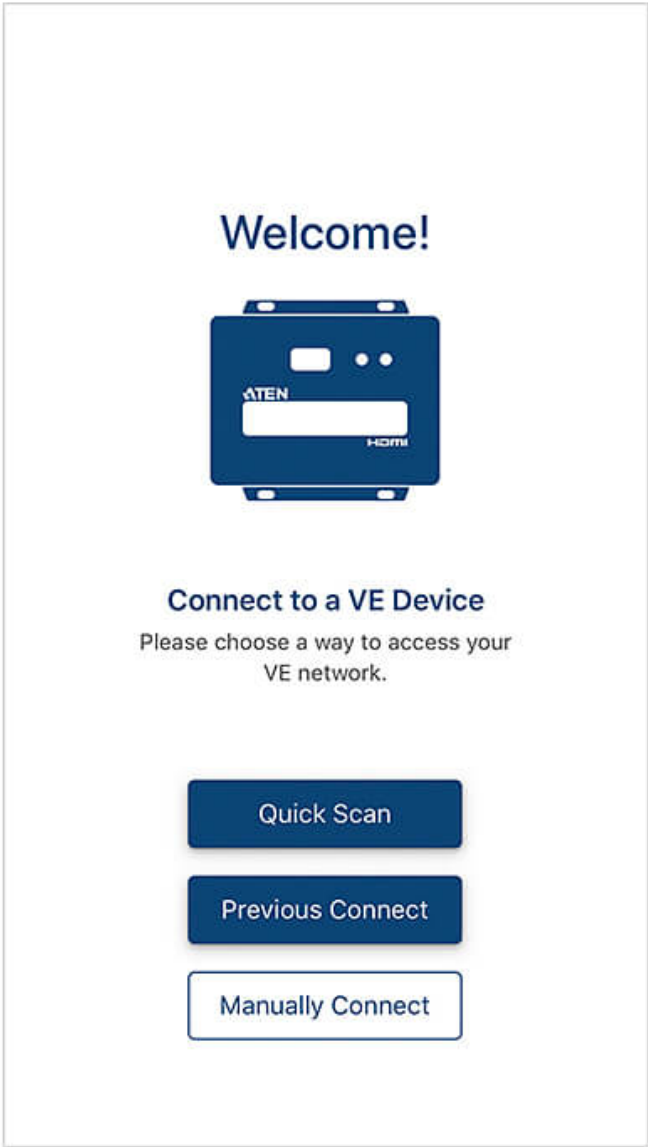 Welcome!
ATEN
HDMI
Connect to a VE Device
Please choose a way to access your
VE network.
Quick Scan
Previous Connect
Manually Connect